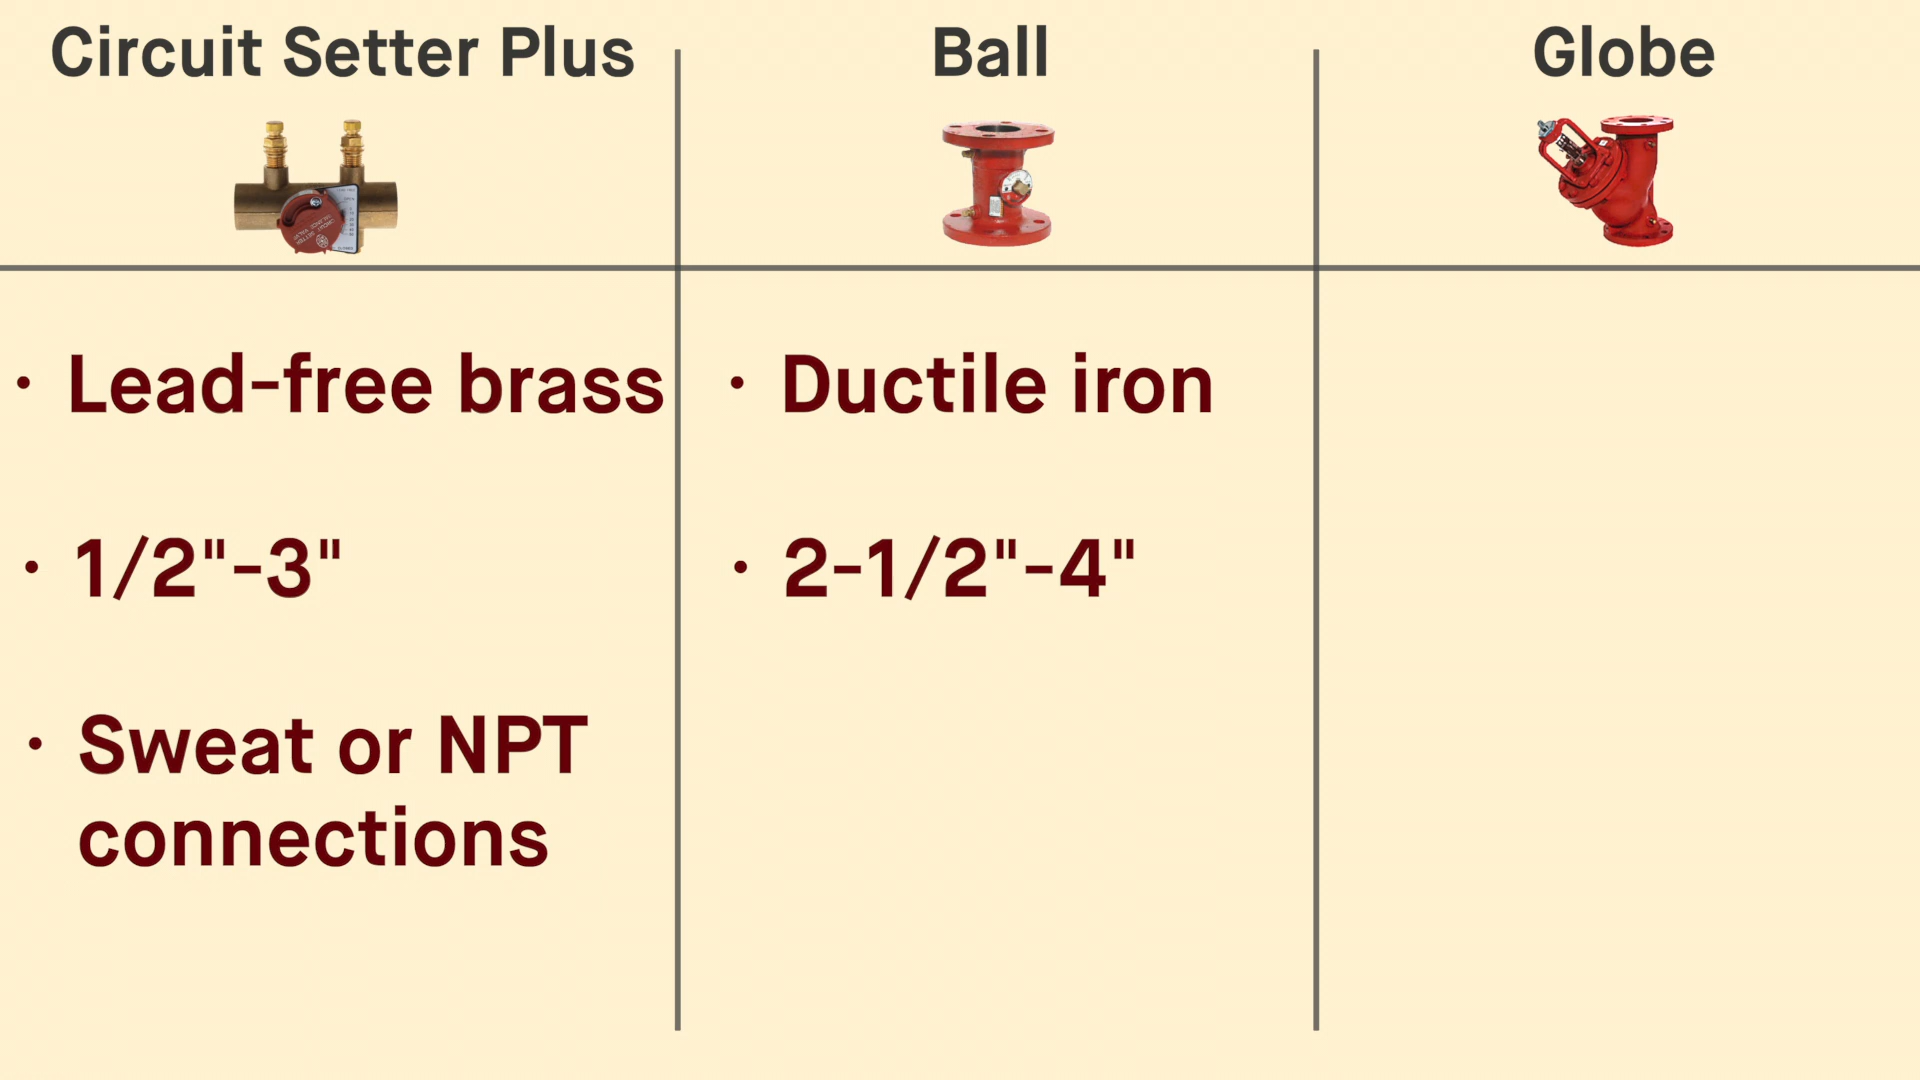 Circuit Setter Plus
Ball
Globe
· Lead-free brass
· 1/2"-3"
· Sweat or NPT
connections
· Ductile iron
· 2-1/2"-4"